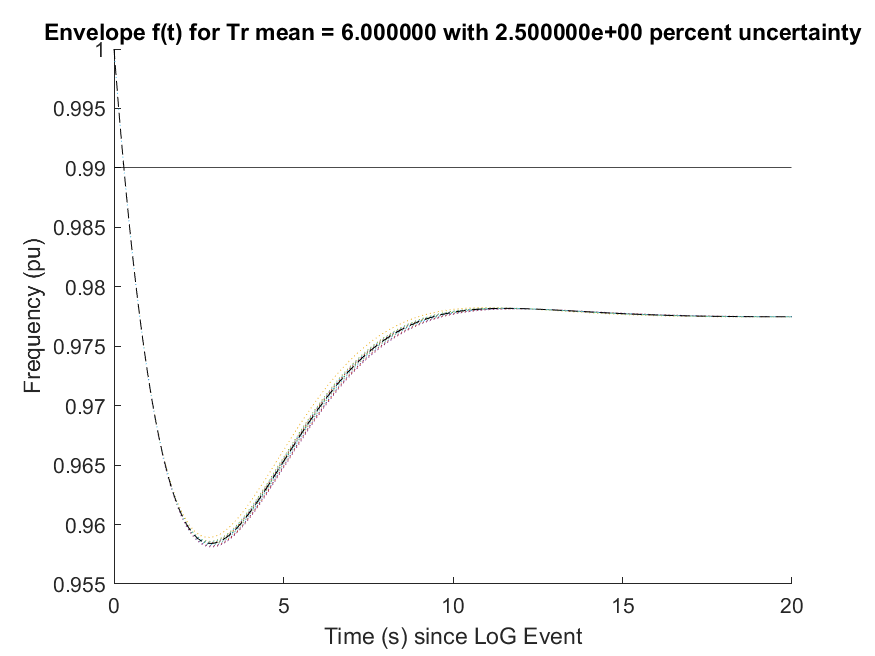 Envelope f(t) for Tr mean = 6.000000 with 2.500000e+00 percent uncertainty
1
0.995
0.99
0.985
0.98
0.975
0.97
0.965
0.96
0.955
Frequency (pu)
0 5 10 15 20
Time (s) since LoG Event